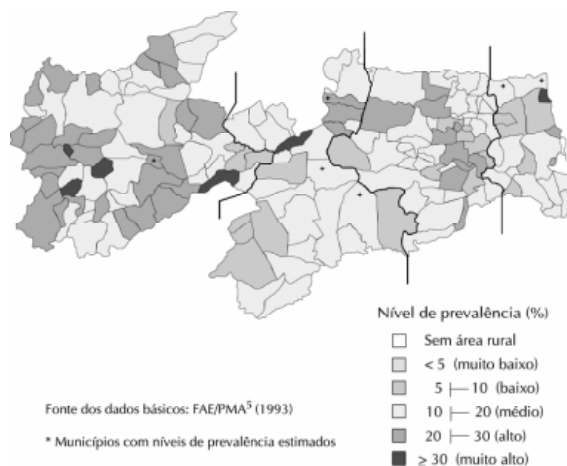 Nível de prevalência (%)
Sem área rural
< 5 (muito baixo)
5 ├─ 10 (baixo)
10 ├─ 20 (médio)
20 ├─ 30 (alto)
≥ 30 (muito alto)
Fonte dos dados básicos: FAE/PMA⁵ (1993)
* Municípios com níveis de prevalência estimados